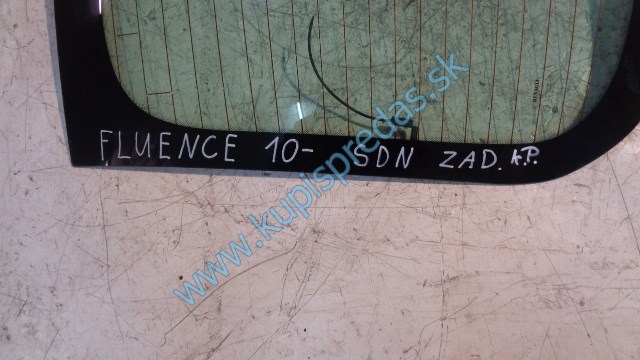 FLUENCE 10- SDN ZAD. A.P.
www.kupispredas.sk